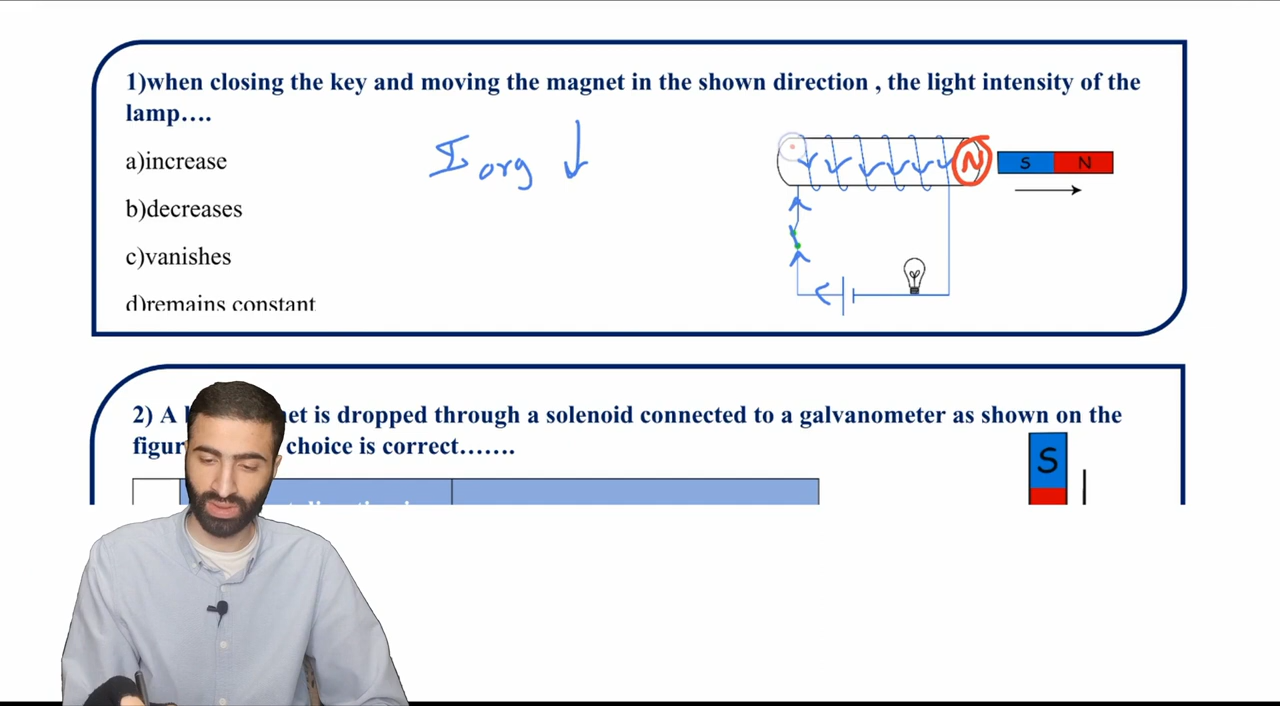 1)when closing the key and moving the magnet in the shown direction , the light intensity of the
lamp….
I org ↓
a)increase
b)decreases
c)vanishes
d)remains constant
N
S N
2) A et is dropped through a solenoid connected to a galvanometer as shown on the
figur choice is correct…….
S